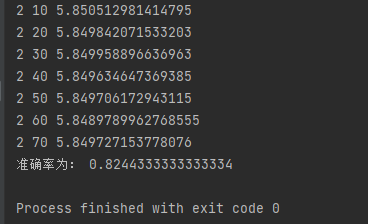 2 10 5.850512981414795
2 20 5.849842071533203
2 30 5.849958896636963
2 40 5.849634647369385
2 50 5.849706172943115
2 60 5.8489789962768555
2 70 5.849727153778076
准确率为： 0.8244333333333334
Process finished with exit code 0